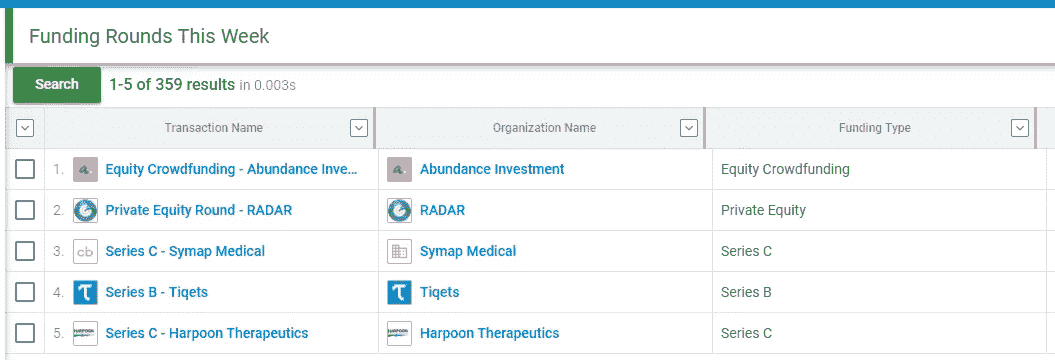 Funding Rounds This Week
Search 1-5 of 359 results in 0.003s
Transaction Name Organization Name Funding Type
1. a. Equity Crowdfunding - Abundance Inve... a. Abundance Investment Equity Crowdfunding
2. Private Equity Round - RADAR RADAR Private Equity
3. cb Series C - Symap Medical Symap Medical Series C
4. Series B - Tiqets Tiqets Series B
5. HARPOON Series C - Harpoon Therapeutics HARPOON Harpoon Therapeutics Series C